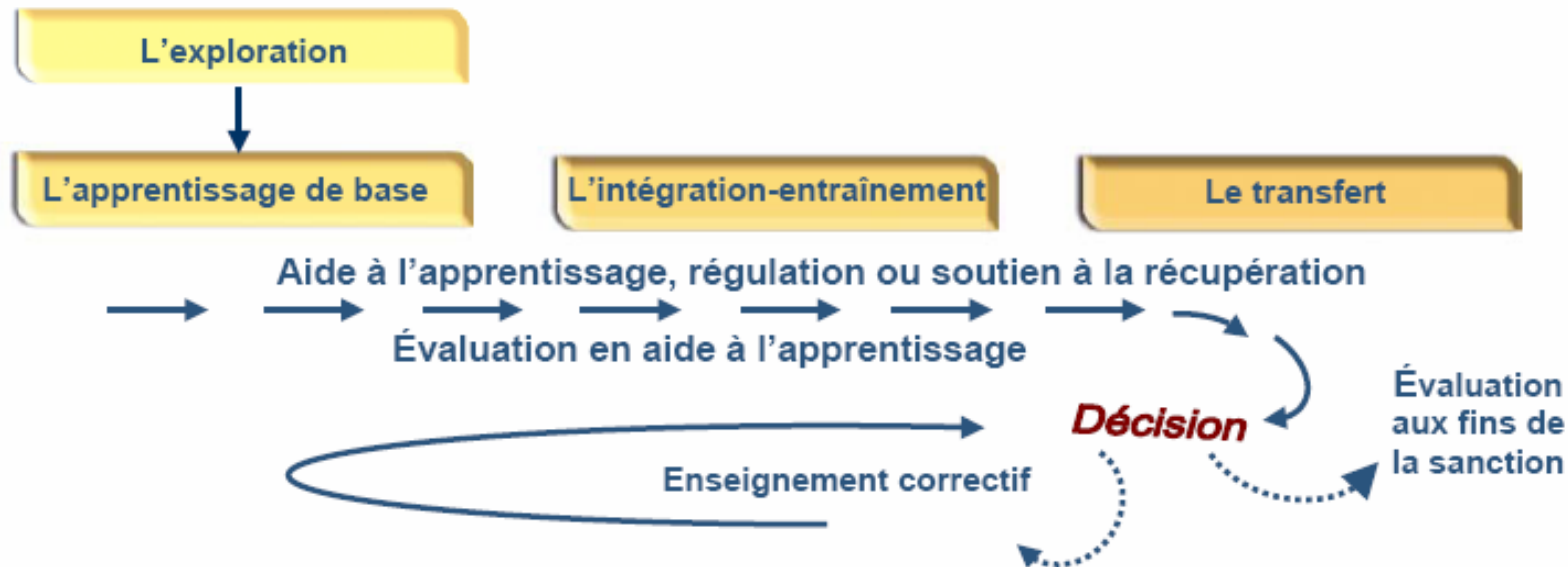 L'exploration
L'apprentissage de base
L'intégration-entraînement
Le transfert
Aide à l'apprentissage, régulation ou soutien à la récupération
Évaluation en aide à l'apprentissage
Décision
Évaluation
aux fins de
la sanction
Enseignement correctif